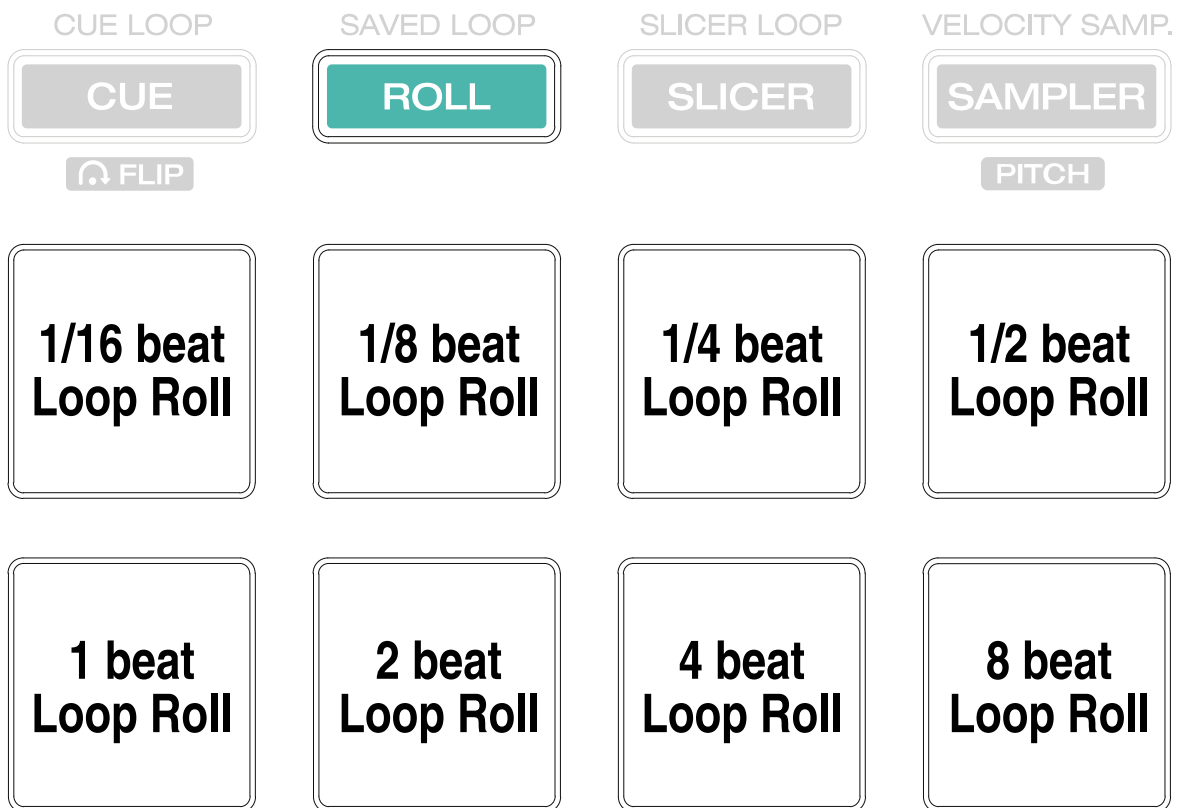 CUE LOOP SAVED LOOP SLICER LOOP VELOCITY SAMP.
CUE ROLL SLICER SAMPLER
FLIP PITCH
1/16 beat
Loop Roll
1/8 beat
Loop Roll
1/4 beat
Loop Roll
1/2 beat
Loop Roll
1 beat
Loop Roll
2 beat
Loop Roll
4 beat
Loop Roll
8 beat
Loop Roll